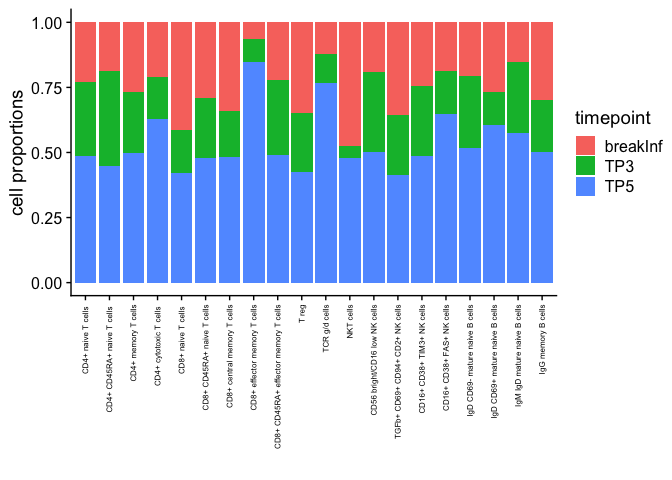 1.00
0.75
0.50
0.25
0.00
cell proportions
CD4+ naive T cells
CD4+ CD45RA+ naive T cells
CD4+ memory T cells
CD4+ cytotoxic T cells
CD8+ naive T cells
CD8+ CD45RA+ naive T cells
CD8+ central memory T cells
CD8+ effector memory T cells
CD8+ CD45RA+ effector memory T cells
T reg
TCR g/d cells
NKT cells
CD56 bright/CD16 low NK cells
TGFb+ CD69+ CD94+ CD2+ NK cells
CD16+ CD38+ TIM3+ NK cells
CD16+ CD38+ FAS+ NK cells
IgD CD69- mature naive B cells
IgD CD69+ mature naive B cells
IgM IgD mature naive B cells
IgG memory B cells
timepoint
breakInf
TP3
TP5